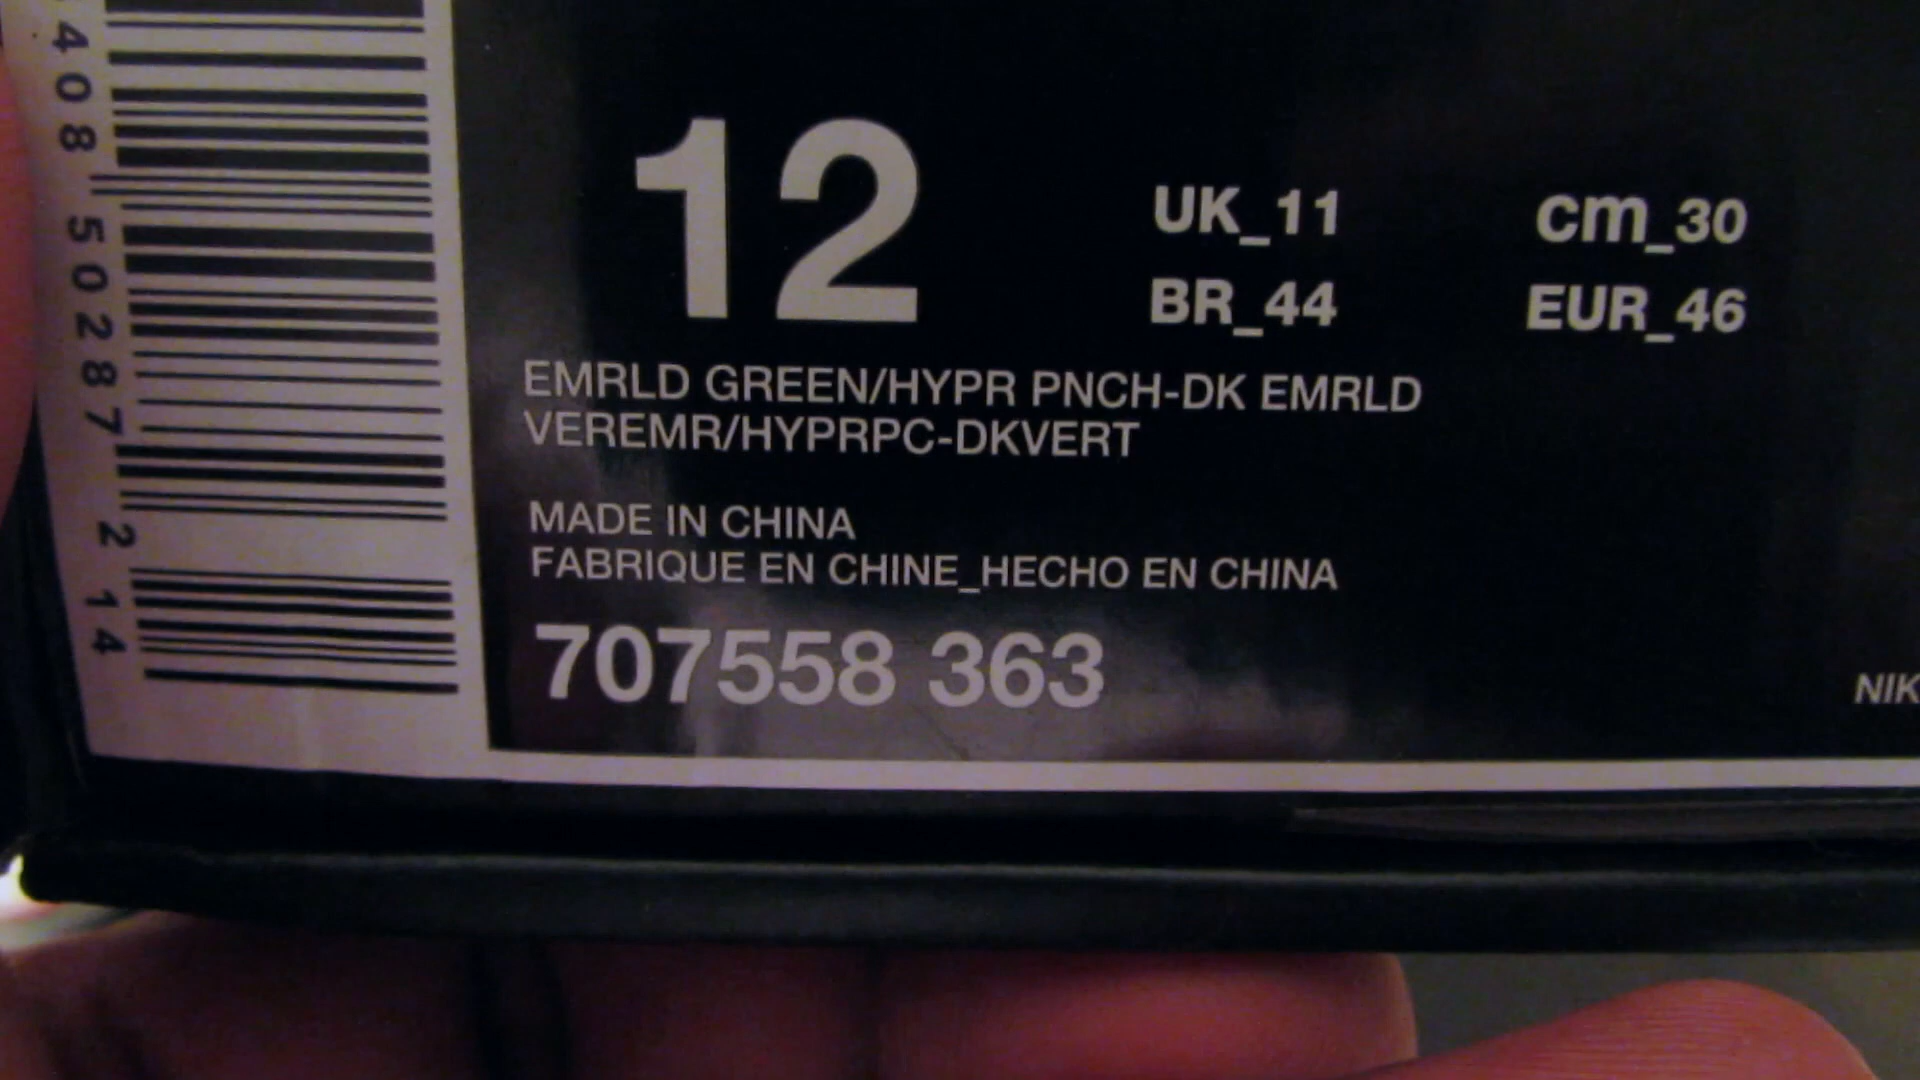 408 50287 2 14
12
UK_11 cm_30
BR_44 EUR_46
EMRLD GREEN/HYPR PNCH-DK EMRLD
VEREMR/HYPRPC-DKVERT
MADE IN CHINA
FABRIQUE EN CHINE_HECHO EN CHINA
707558 363
NIK